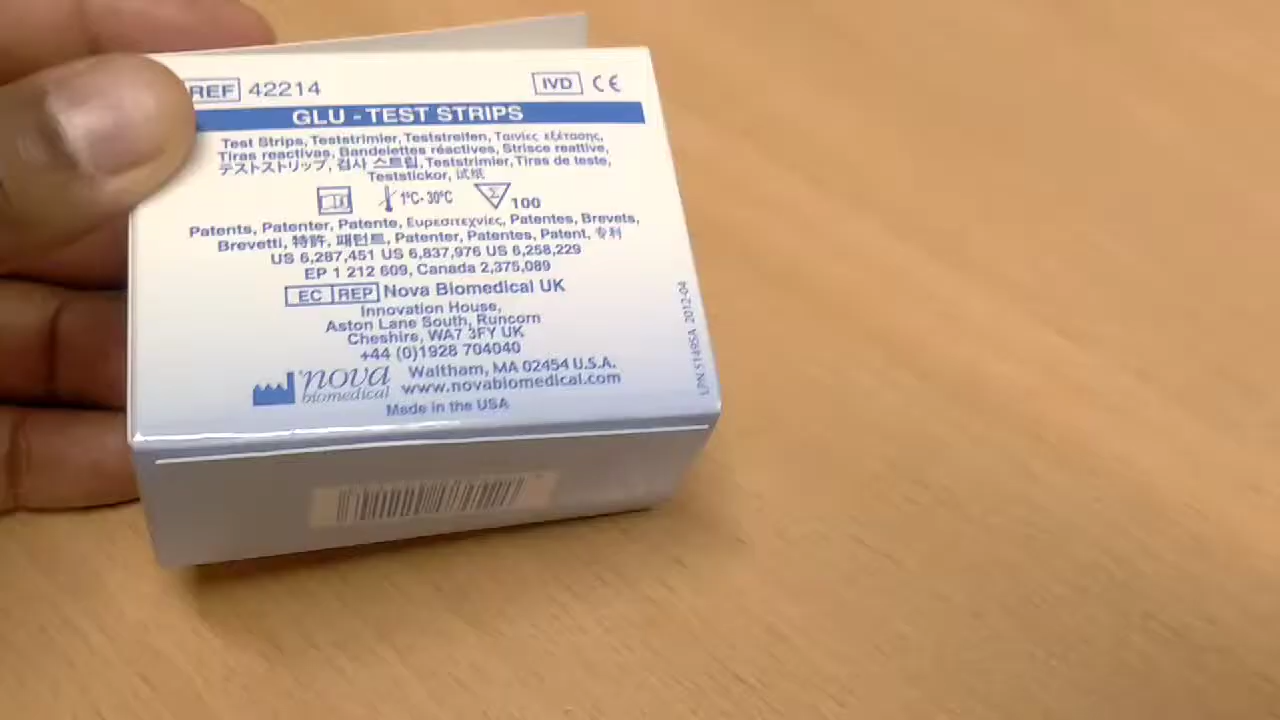 REF 42214
IVD CE
GLU - TEST STRIPS
Test Strips, Teststrimler, Teststreifen, Ταινίες εξέτασης,
Tiras reactivas, Bandelettes réactives, Strisce reattive,
テストストリップ, 검사 스트립, Teststrimler, Tiras de teste,
Teststickor, 试纸
1ºC- 30ºC
Σ 100
Patents, Patenter, Patente, Ευρεσιτεχνίες, Patentes, Brevets,
Brevetti, 特許, 패턴트, Patenter, Patentes, Patent, 专利
US 6,287,451 US 6,837,976 US 6,258,229
EP 1 212 609, Canada 2,375,089
EC REP Nova Biomedical UK
Innovation House,
Aston Lane South, Runcorn
Cheshire, WA7 3FY UK
+44 (0)1928 704040
nova biomedical
Waltham, MA 02454 U.S.A.
www.novabiomedical.com
Made in the USA
LPN 51495A 2012-04